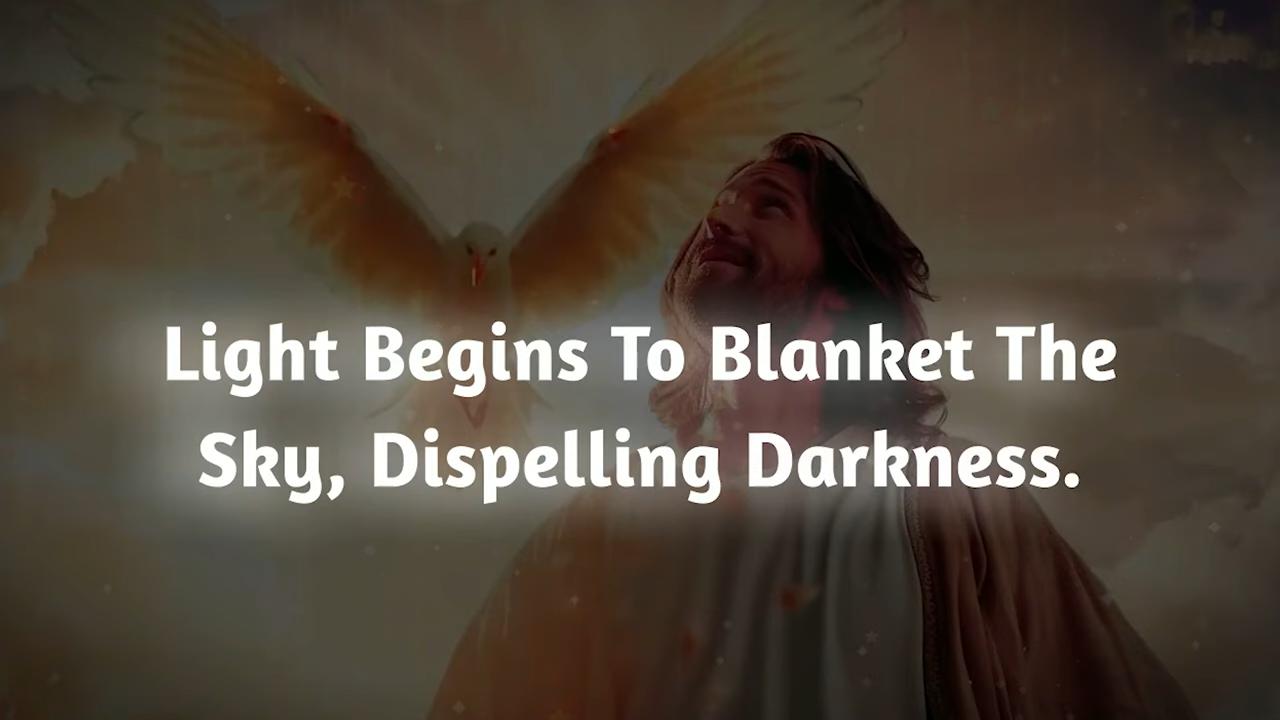 Light Begins To Blanket The
Sky, Dispelling Darkness.